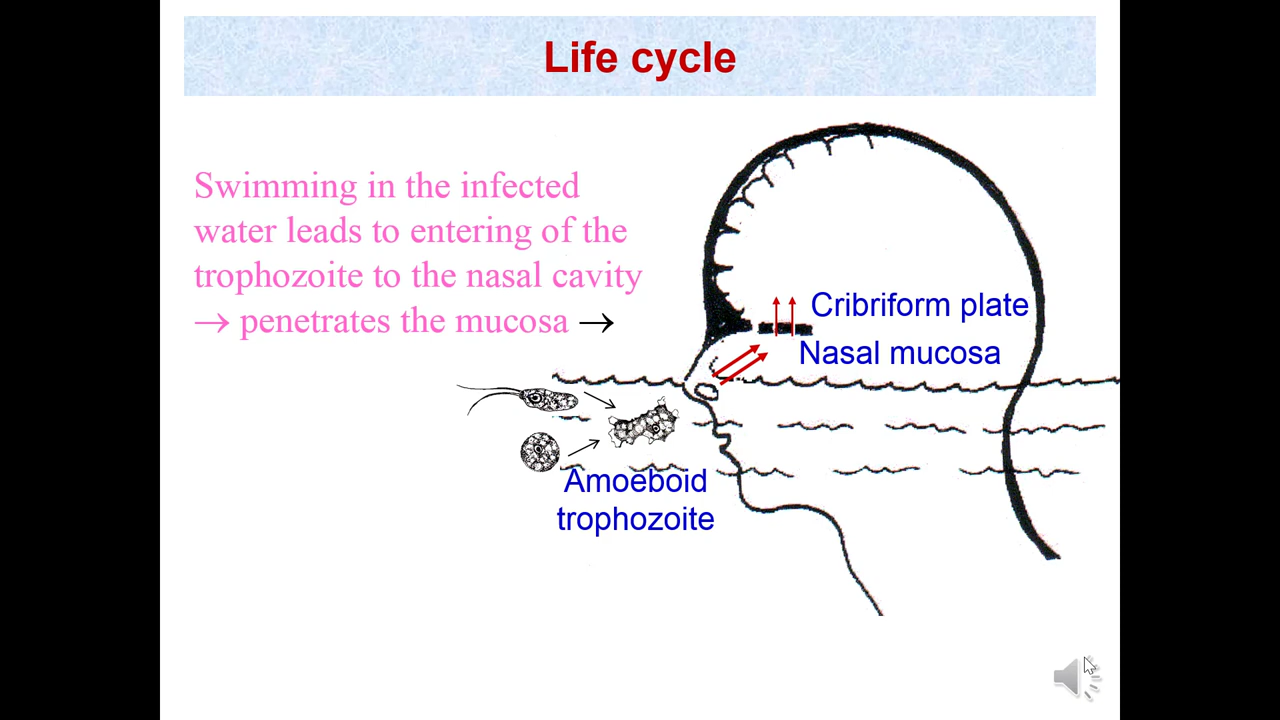 Life cycle
Swimming in the infected
water leads to entering of the
trophozoite to the nasal cavity
→ penetrates the mucosa →
Cribriform plate
Nasal mucosa
Amoeboid
trophozoite